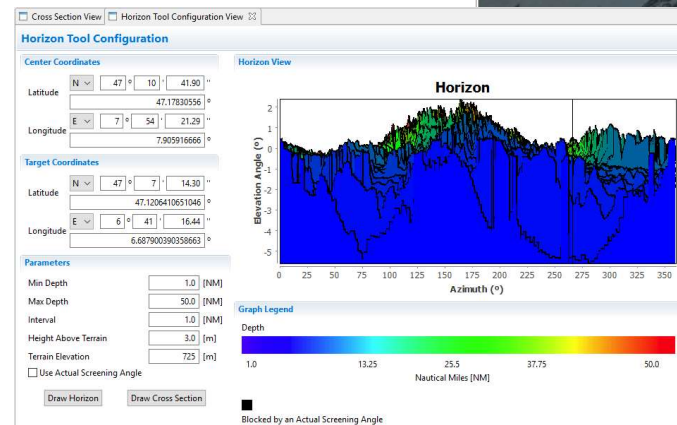 Cross Section View Horizon Tool Configuration View
Horizon Tool Configuration
Center Coordinates
Latitude N 47 ° 10 ' 41.90 "
47.17830556 °
Longitude E 7 ° 54 ' 21.29 "
7.905916666 °
Target Coordinates
Latitude N 47 ° 7 ' 14.30 "
47.1206410651046 °
Longitude E 6 ° 41 ' 16.44 "
6.687900390358663 °
Parameters
Min Depth 1.0 [NM]
Max Depth 50.0 [NM]
Interval 1.0 [NM]
Height Above Terrain 3.0 [m]
Terrain Elevation 725 [m]
Use Actual Screening Angle
Draw Horizon Draw Cross Section
Horizon View
Horizon
Elevation Angle (°)
2
1
0
-1
-2
-3
-4
-5
0 25 50 75 100 125 150 175 200 225 250 275 300 325 350
Azimuth (°)
Graph Legend
Depth
1.0 13.25 25.5 37.75 50.0
Nautical Miles [NM]
Blocked by an Actual Screening Angle